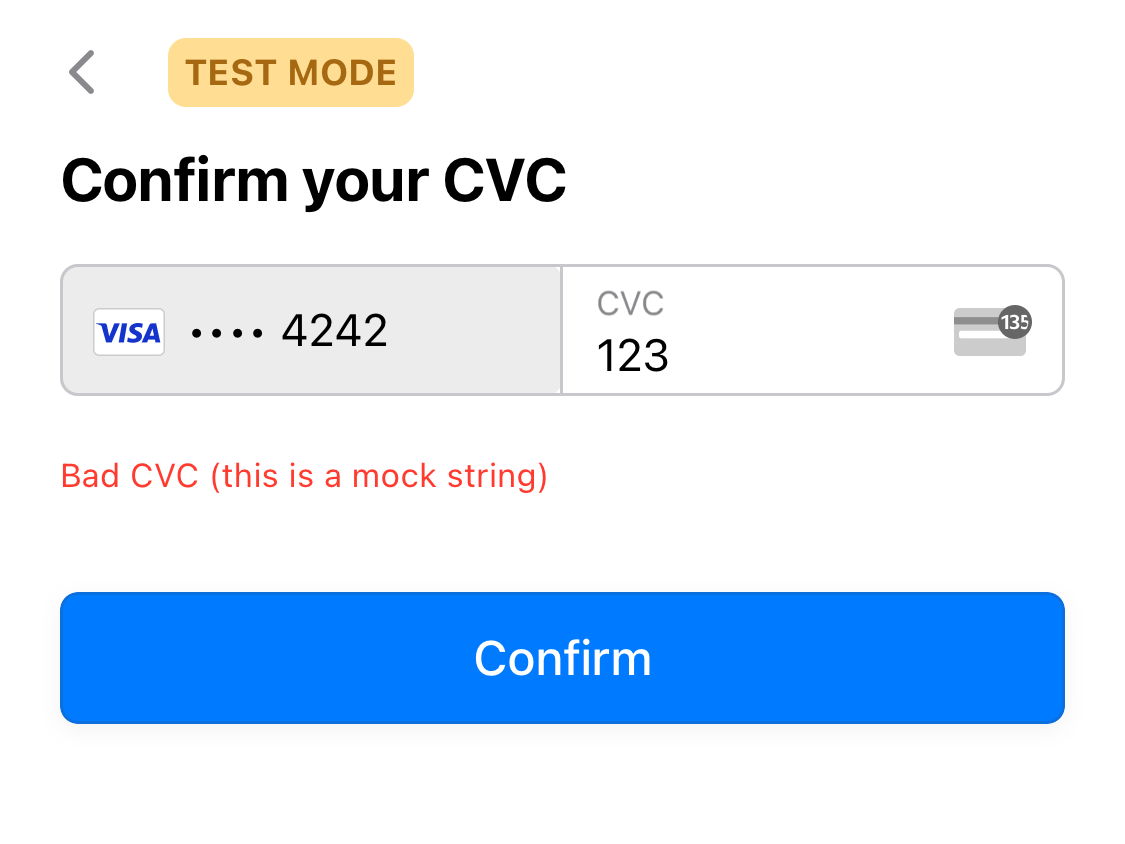 TEST MODE
Confirm your CVC
VISA •••• 4242
CVC
123
135
Bad CVC (this is a mock string)
Confirm